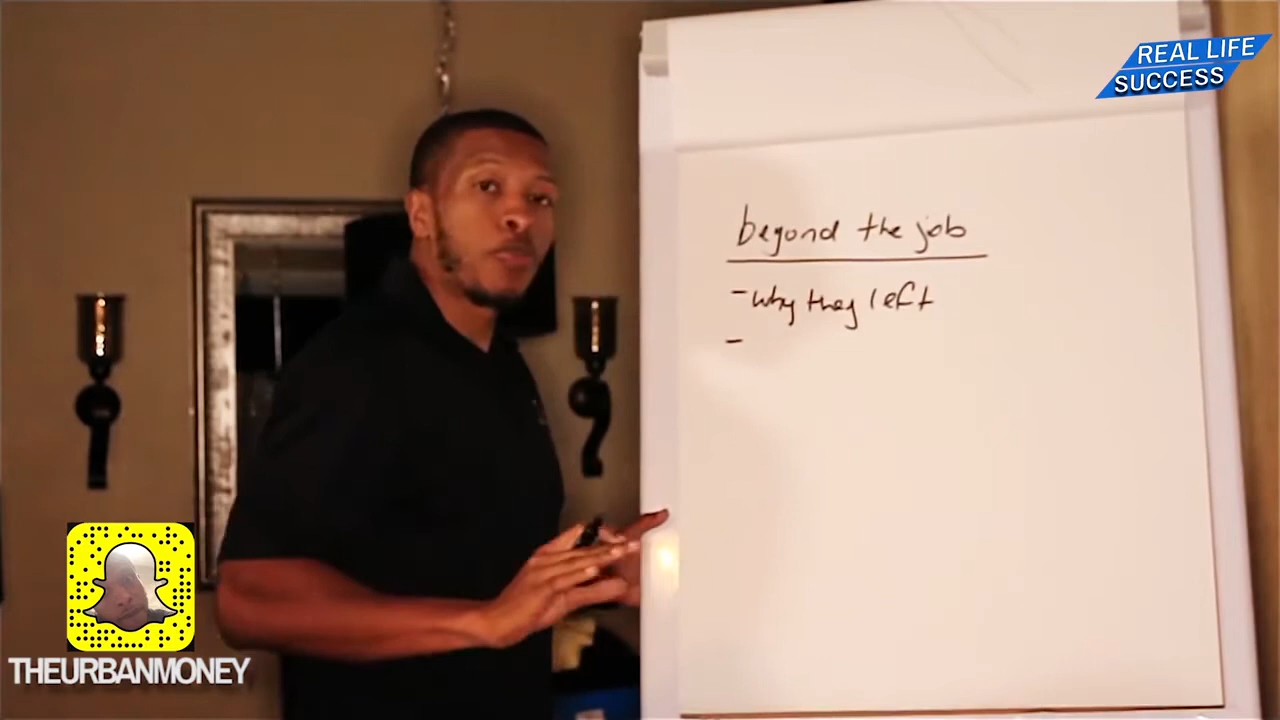 REAL LIFE
SUCCESS
beyond the job
- why they left
-
THEURBANMONEY